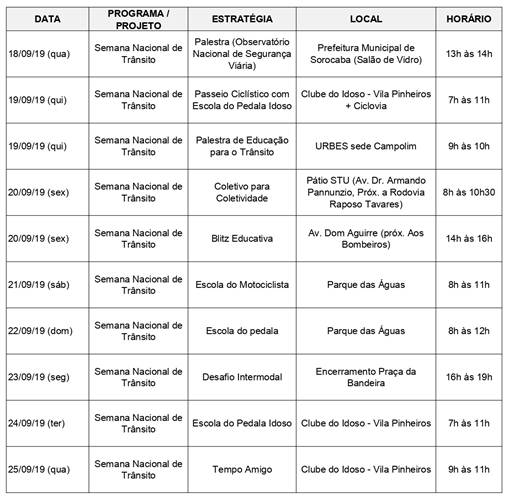 DATA PROGRAMA / PROJETO ESTRATÉGIA LOCAL HORÁRIO
18/09/19 (qua) Semana Nacional de Trânsito Palestra (Observatório Nacional de Segurança Viária) Prefeitura Municipal de Sorocaba (Salão de Vidro) 13h às 14h
19/09/19 (qui) Semana Nacional de Trânsito Passeio Ciclístico com Escola do Pedala Idoso Clube do Idoso - Vila Pinheiros + Ciclovia 7h às 11h
19/09/19 (qui) Semana Nacional de Trânsito Palestra de Educação para o Trânsito URBES sede Campolim 9h às 10h
20/09/19 (sex) Semana Nacional de Trânsito Coletivo para Coletividade Pátio STU (Av. Dr. Armando Pannunzio, Próx. a Rodovia Raposo Tavares) 8h às 10h30
20/09/19 (sex) Semana Nacional de Trânsito Blitz Educativa Av. Dom Aguirre (próx. Aos Bombeiros) 14h às 16h
21/09/19 (sáb) Semana Nacional de Trânsito Escola do Motociclista Parque das Águas 8h às 11h
22/09/19 (dom) Semana Nacional de Trânsito Escola do pedala Parque das Águas 8h às 12h
23/09/19 (seg) Semana Nacional de Trânsito Desafio Intermodal Encerramento Praça da Bandeira 16h às 19h
24/09/19 (ter) Semana Nacional de Trânsito Escola do Pedala Idoso Clube do Idoso - Vila Pinheiros 7h às 11h
25/09/19 (qua) Semana Nacional de Trânsito Tempo Amigo Clube do Idoso - Vila Pinheiros 9h às 11h